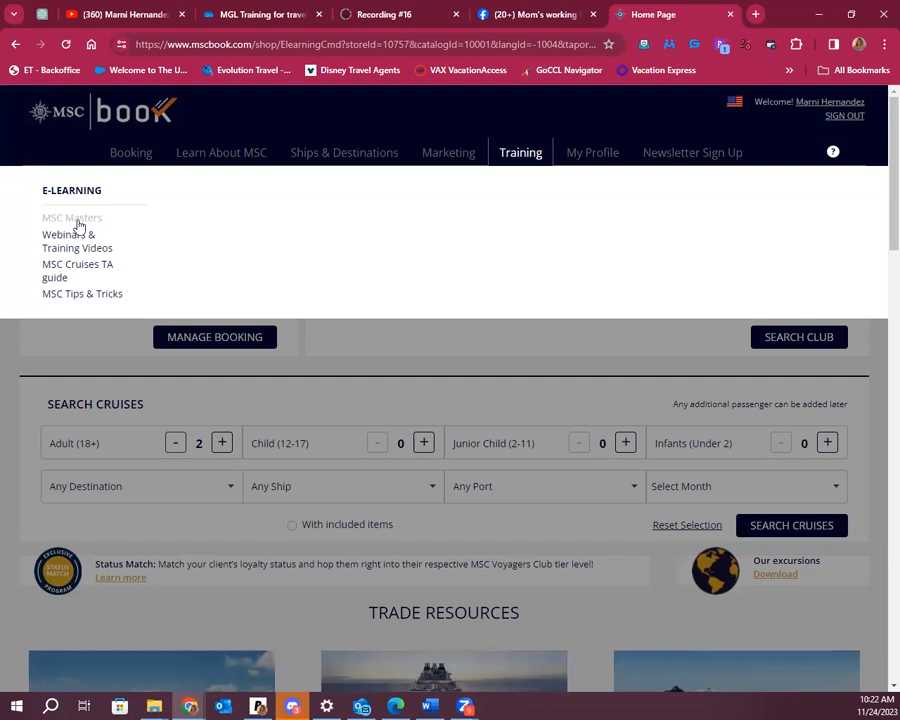 (360) Marni Hernandez
MGL Training for trave
Recording #16
(20+) Mom's working
Home Page
https://www.mscbook.com/shop/ElearningCmd?storeId=10757&catalogId=10001&langId=-1004&tapor...
ET - Backoffice
Welcome to The U...
Evolution Travel -...
Disney Travel Agents
VAX VacationAccess
GoCCL Navigator
Vacation Express
»
All Bookmarks
MSC book
Welcome! Marni Hernandez
SIGN OUT
Booking
Learn About MSC
Ships & Destinations
Marketing
Training
My Profile
Newsletter Sign Up
?
E-LEARNING
MSC Masters
Webinars &
Training Videos
MSC Cruises TA
guide
MSC Tips & Tricks
MANAGE BOOKING
SEARCH CLUB
SEARCH CRUISES
Any additional passenger can be added later
Adult (18+) - 2 +
Child (12-17) - 0 +
Junior Child (2-11) - 0 +
Infants (Under 2) - 0 +
Any Destination
Any Ship
Any Port
Select Month
With included items
Reset Selection
SEARCH CRUISES
EXCLUSIVE
STATUS
MATCH
PROGRAM
Status Match: Match your client's loyalty status and hop them right into their respective MSC Voyagers Club tier level!
Learn more
Our excursions
Download
TRADE RESOURCES
10:22 AM
11/24/2023